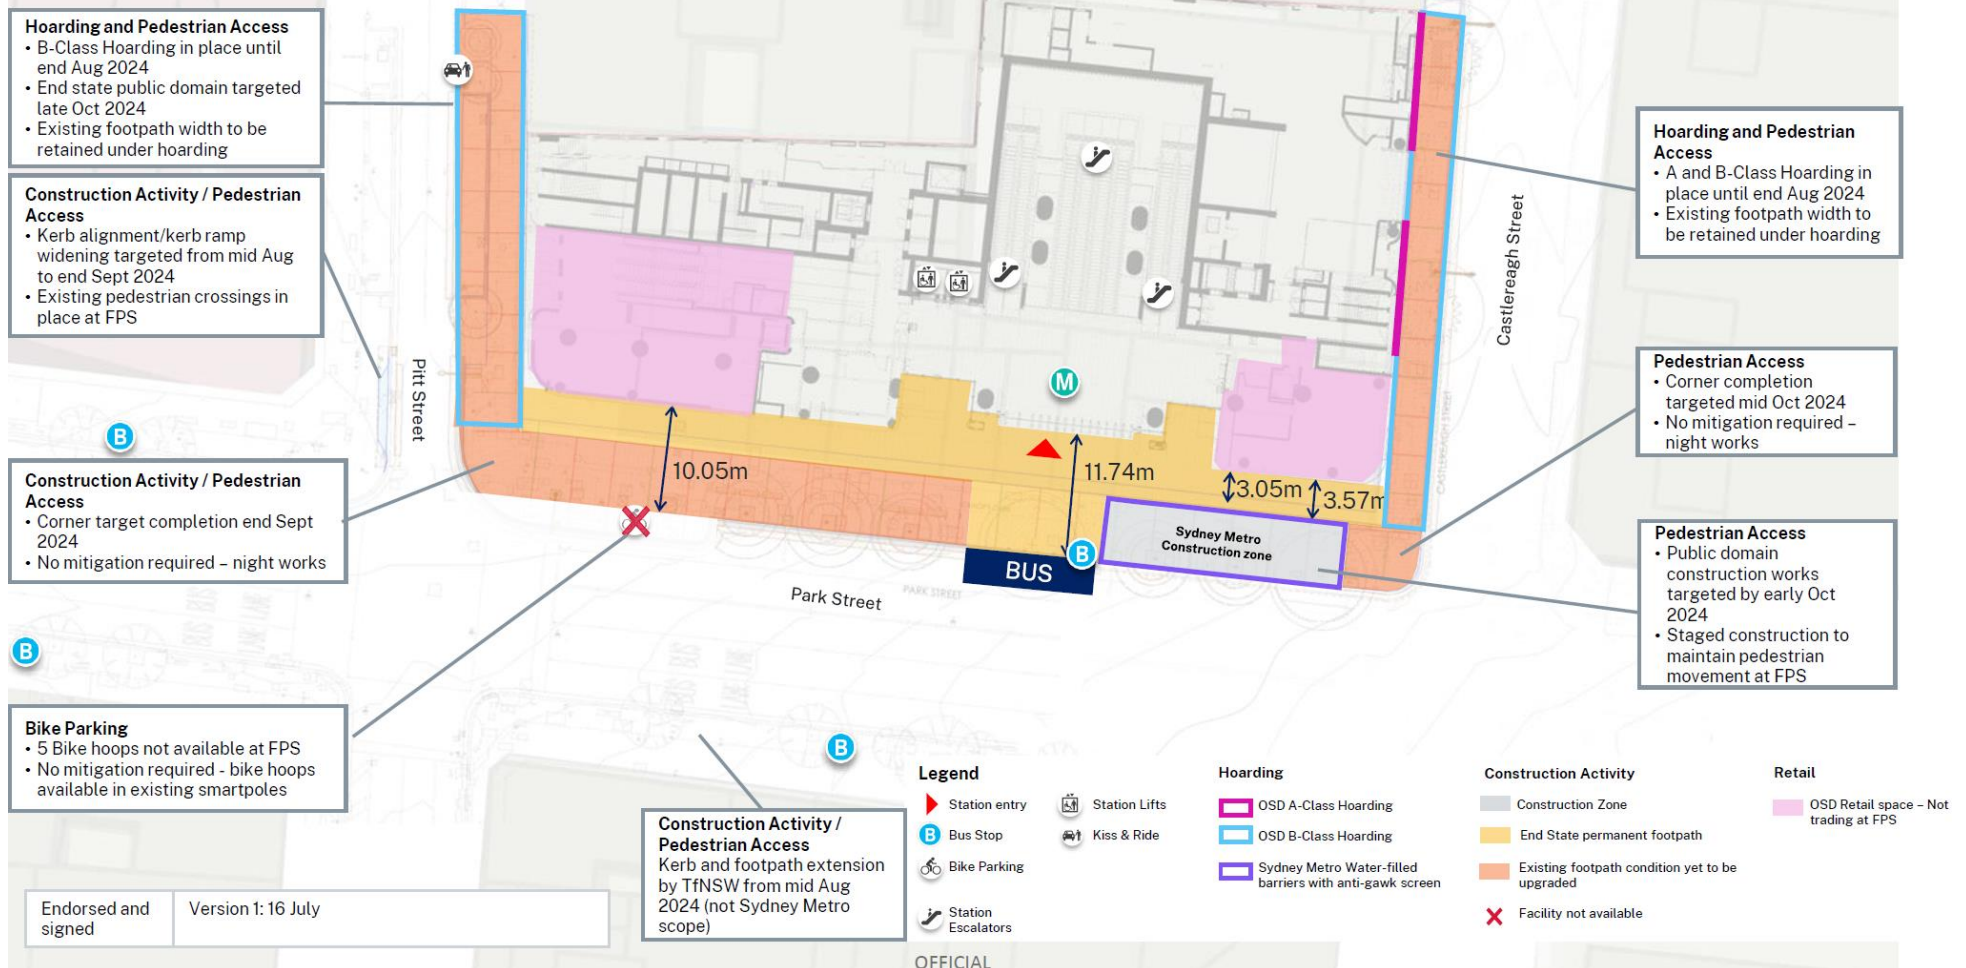 Hoarding and Pedestrian Access
• B-Class Hoarding in place until
end Aug 2024
• End state public domain targeted
late Oct 2024
• Existing footpath width to be
retained under hoarding
Construction Activity / Pedestrian
Access
• Kerb alignment/kerb ramp
widening targeted from mid Aug
to end Sept 2024
• Existing pedestrian crossings in
place at FPS
Construction Activity / Pedestrian
Access
• Corner target completion end Sept
2024
• No mitigation required – night works
Bike Parking
• 5 Bike hoops not available at FPS
• No mitigation required - bike hoops
available in existing smartpoles
Pitt Street
B
B
B
B
M
10.05m
11.74m
3.05m
3.57m
Sydney Metro
Construction zone
BUS
Park Street
PARK STREET
Castlereagh Street
CASTLEREAGH STREET
Hoarding and Pedestrian
Access
• A and B-Class Hoarding in
place until end Aug 2024
• Existing footpath width to
be retained under hoarding
Pedestrian Access
• Corner completion
targeted mid Oct 2024
• No mitigation required –
night works
Pedestrian Access
• Public domain
construction works
targeted by early Oct
2024
• Staged construction to
maintain pedestrian
movement at FPS
Construction Activity /
Pedestrian Access
Kerb and footpath extension
by TfNSW from mid Aug
2024 (not Sydney Metro
scope)
Legend
Station entry
B Bus Stop
Bike Parking
Station
Escalators
Station Lifts
Kiss & Ride
Hoarding
OSD A-Class Hoarding
OSD B-Class Hoarding
Sydney Metro Water-filled
barriers with anti-gawk screen
Construction Activity
Construction Zone
End State permanent footpath
Existing footpath condition yet to be
upgraded
Facility not available
Retail
OSD Retail space – Not
trading at FPS
Endorsed and
signed
Version 1: 16 July
OFFICIAL